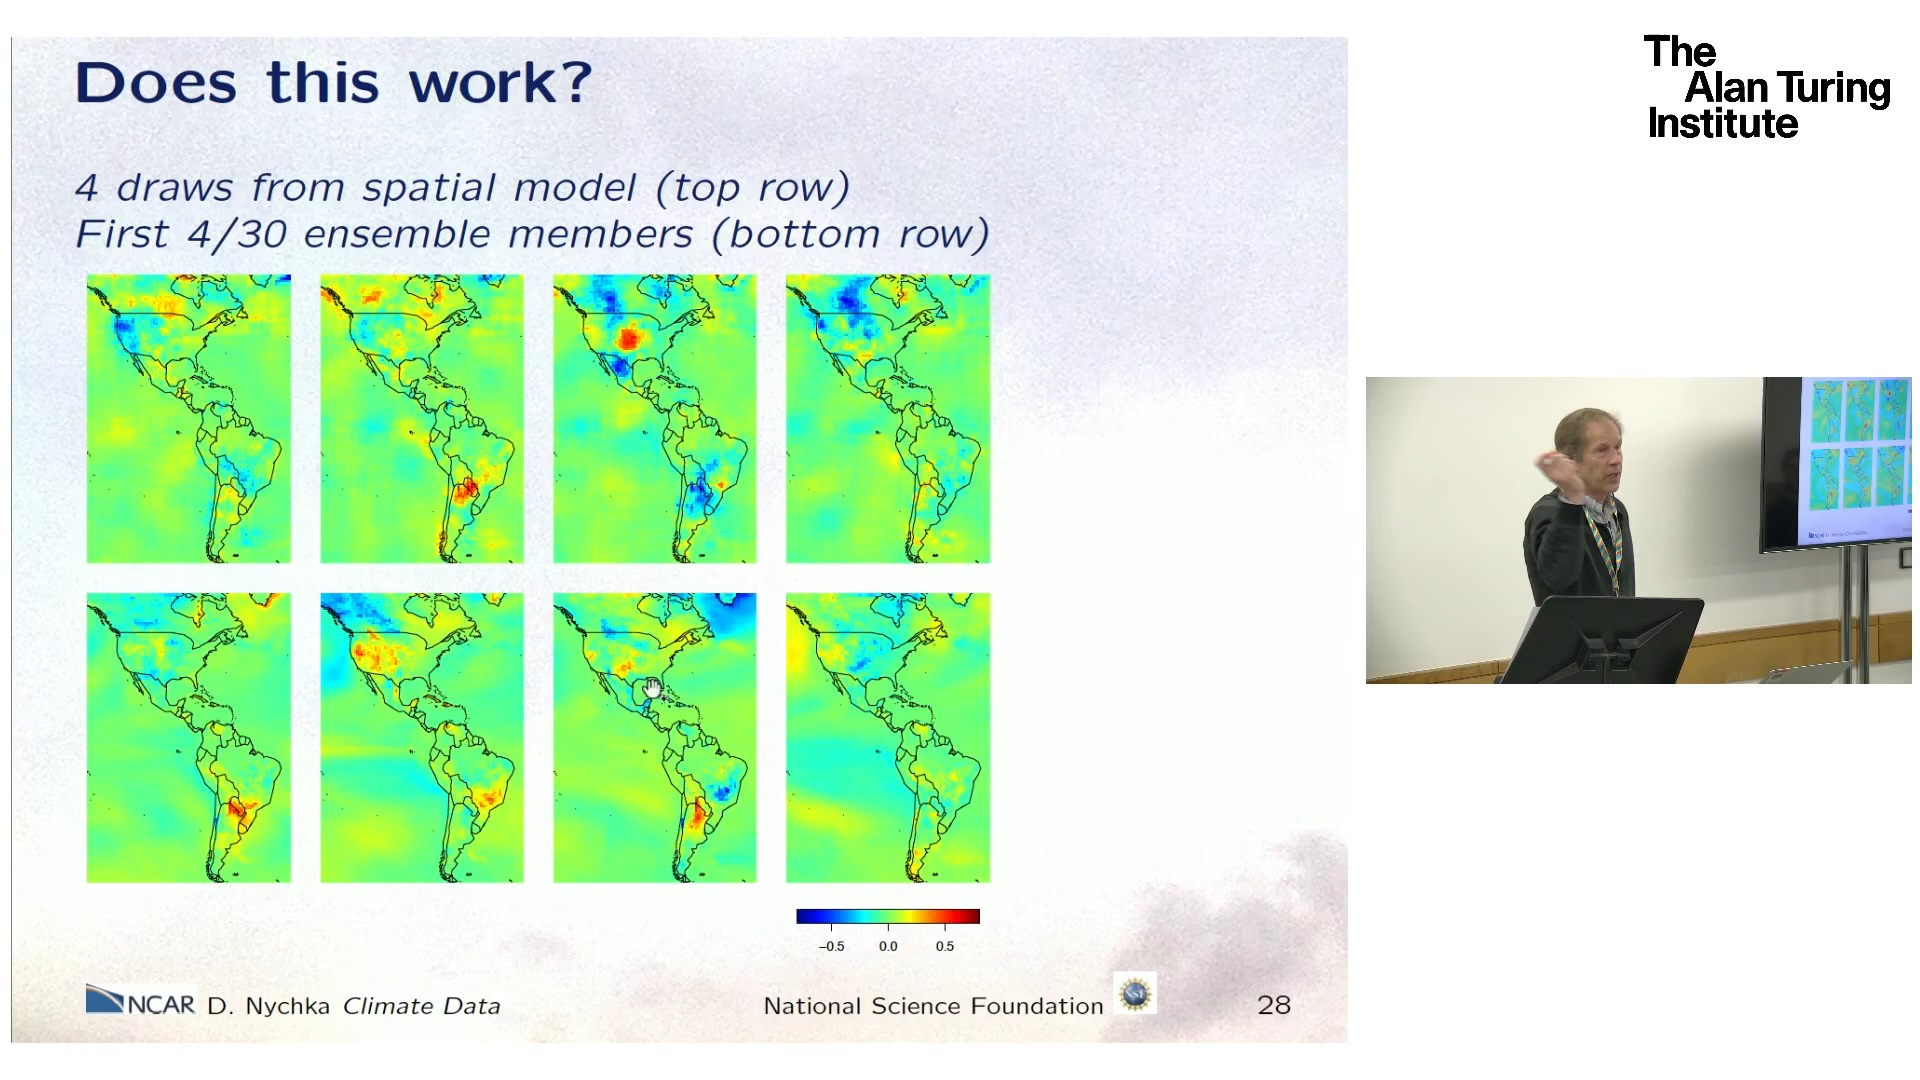 Does this work?
4 draws from spatial model (top row)
First 4/30 ensemble members (bottom row)
−0.5 0.0 0.5
NCAR D. Nychka Climate Data
National Science Foundation
28
The
Alan Turing
Institute